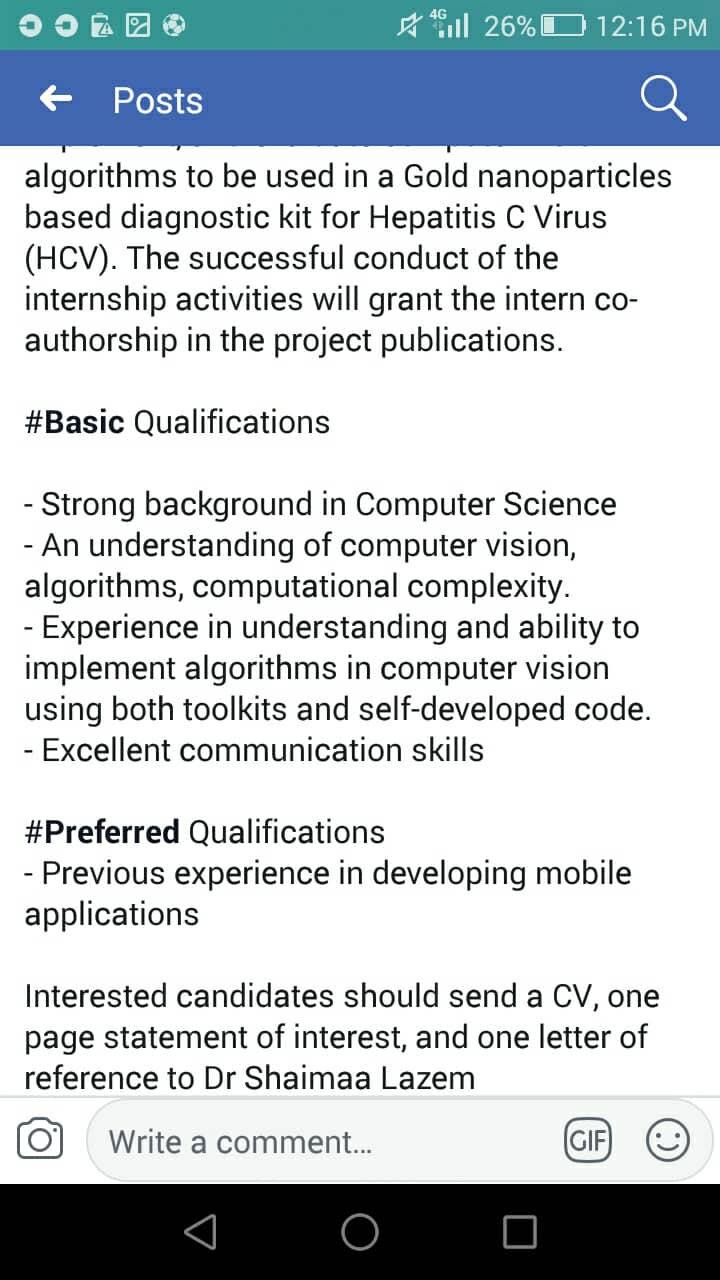 4G 26% 12:16 PM
Posts
algorithms to be used in a Gold nanoparticles
based diagnostic kit for Hepatitis C Virus
(HCV). The successful conduct of the
internship activities will grant the intern co-
authorship in the project publications.
#Basic Qualifications
- Strong background in Computer Science
- An understanding of computer vision,
algorithms, computational complexity.
- Experience in understanding and ability to
implement algorithms in computer vision
using both toolkits and self-developed code.
- Excellent communication skills
#Preferred Qualifications
- Previous experience in developing mobile
applications
Interested candidates should send a CV, one
page statement of interest, and one letter of
reference to Dr Shaimaa Lazem
Write a comment...
GIF